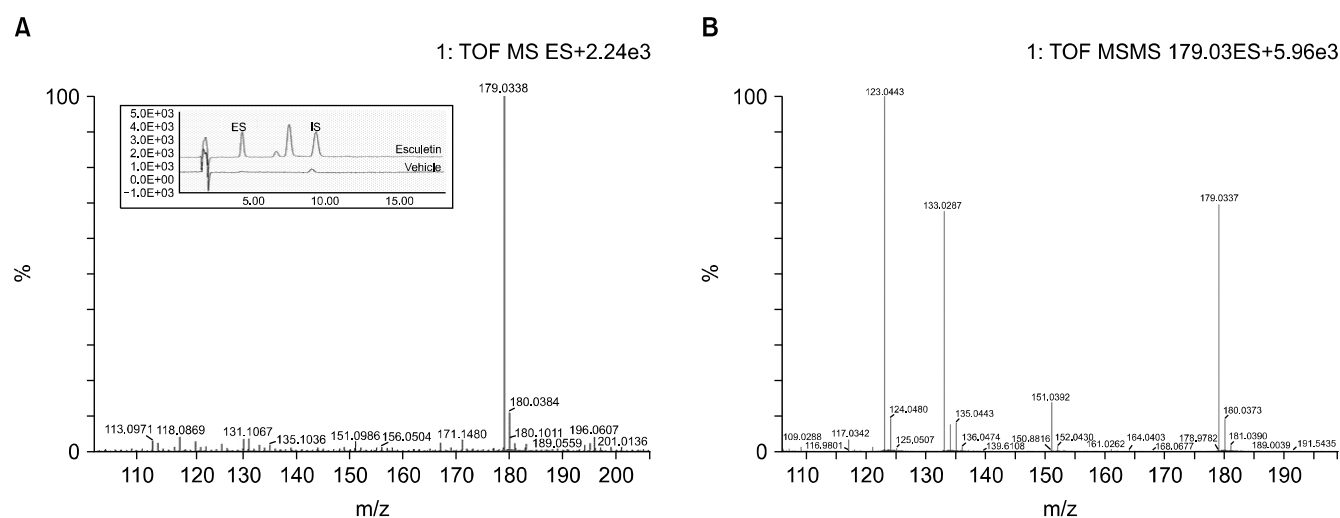 A
1: TOF MS ES+2.24e3
179.0338
100
%
0
5.0E+03
4.0E+03
3.0E+03
2.0E+03
1.0E+03
0.0E+00
−1.0E+03
ES
IS
Esculetin
Vehicle
5.00 10.00 15.00
113.0971
118.0869
131.1067
135.1036
151.0986
156.0504
171.1480
180.0384
180.1011
189.0559
196.0607
201.0136
110 120 130 140 150 160 170 180 190 200
m/z
B
1: TOF MSMS 179.03ES+5.96e3
100
%
0
123.0443
133.0287
179.0337
151.0392
109.0288
116.9801
117.0342
124.0480
125.0507
135.0443
136.0474
139.6108
150.8816
152.0430
161.0262
164.0403
168.0677
178.9782
180.0373
181.0390
189.0039
191.5435
110 120 130 140 150 160 170 180 190
m/z